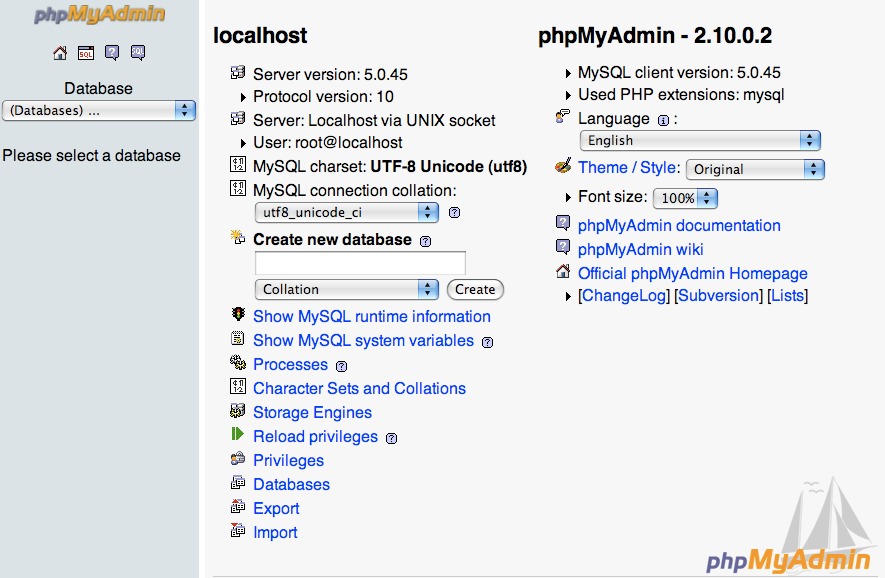 phpMyAdmin
SQL
Database
(Databases) ...
Please select a database
localhost
Server version: 5.0.45
Protocol version: 10
Server: Localhost via UNIX socket
User: root@localhost
MySQL charset: UTF-8 Unicode (utf8)
MySQL connection collation:
utf8_unicode_ci
Create new database
Collation
Create
Show MySQL runtime information
Show MySQL system variables
Processes
Character Sets and Collations
Storage Engines
Reload privileges
Privileges
Databases
Export
Import
phpMyAdmin - 2.10.0.2
MySQL client version: 5.0.45
Used PHP extensions: mysql
Language :
English
Theme / Style: Original
Font size: 100%
phpMyAdmin documentation
phpMyAdmin wiki
Official phpMyAdmin Homepage
[ChangeLog] [Subversion] [Lists]
phpMyAdmin